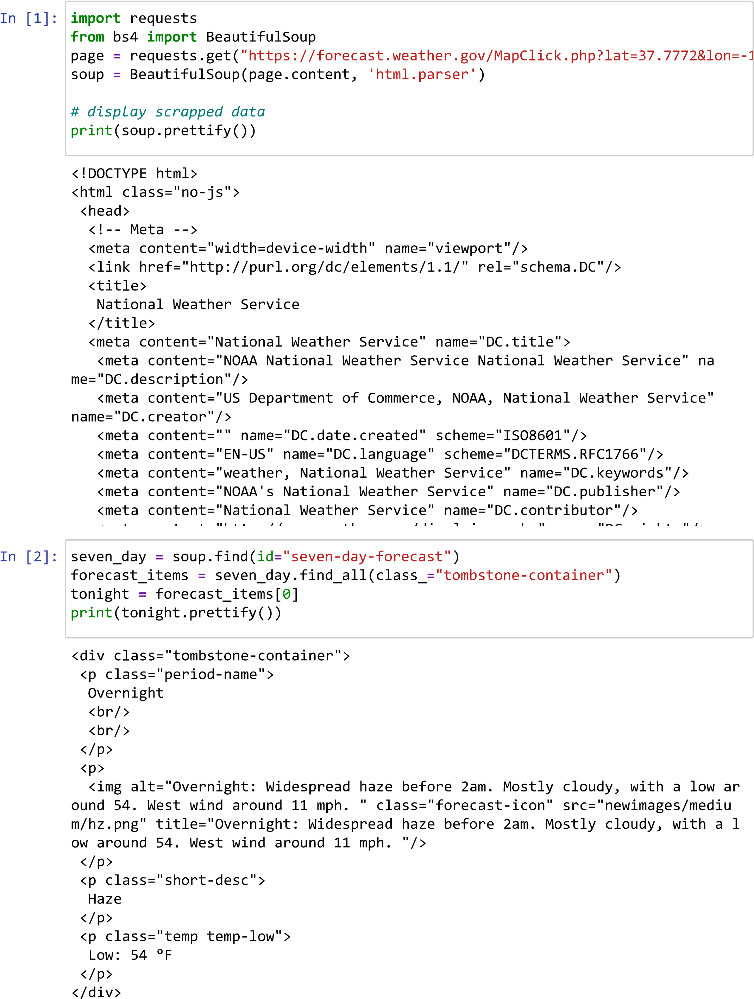 In [1]:
import requests
from bs4 import BeautifulSoup
page = requests.get("https://forecast.weather.gov/MapClick.php?lat=37.7772&lon=-1
soup = BeautifulSoup(page.content, 'html.parser')
# display scrapped data
print(soup.prettify())
<!DOCTYPE html>
<html class="no-js">
<head>
<!-- Meta -->
<meta content="width=device-width" name="viewport"/>
<link href="http://purl.org/dc/elements/1.1/" rel="schema.DC"/>
<title>
National Weather Service
</title>
<meta content="National Weather Service" name="DC.title">
<meta content="NOAA National Weather Service National Weather Service" na
me="DC.description"/>
<meta content="US Department of Commerce, NOAA, National Weather Service"
name="DC.creator"/>
<meta content="" name="DC.date.created" scheme="ISO8601"/>
<meta content="EN-US" name="DC.language" scheme="DCTERMS.RFC1766"/>
<meta content="weather, National Weather Service" name="DC.keywords"/>
<meta content="NOAA's National Weather Service" name="DC.publisher"/>
<meta content="National Weather Service" name="DC.contributor"/>
In [2]:
seven_day = soup.find(id="seven-day-forecast")
forecast_items = seven_day.find_all(class_="tombstone-container")
tonight = forecast_items[0]
print(tonight.prettify())
<div class="tombstone-container">
<p class="period-name">
Overnight
<br/>
<br/>
</p>
<p>
<img alt="Overnight: Widespread haze before 2am. Mostly cloudy, with a low ar
ound 54. West wind around 11 mph. " class="forecast-icon" src="newimages/mediu
m/hz.png" title="Overnight: Widespread haze before 2am. Mostly cloudy, with a l
ow around 54. West wind around 11 mph. "/>
</p>
<p class="short-desc">
Haze
</p>
<p class="temp temp-low">
Low: 54 °F
</p>
</div>